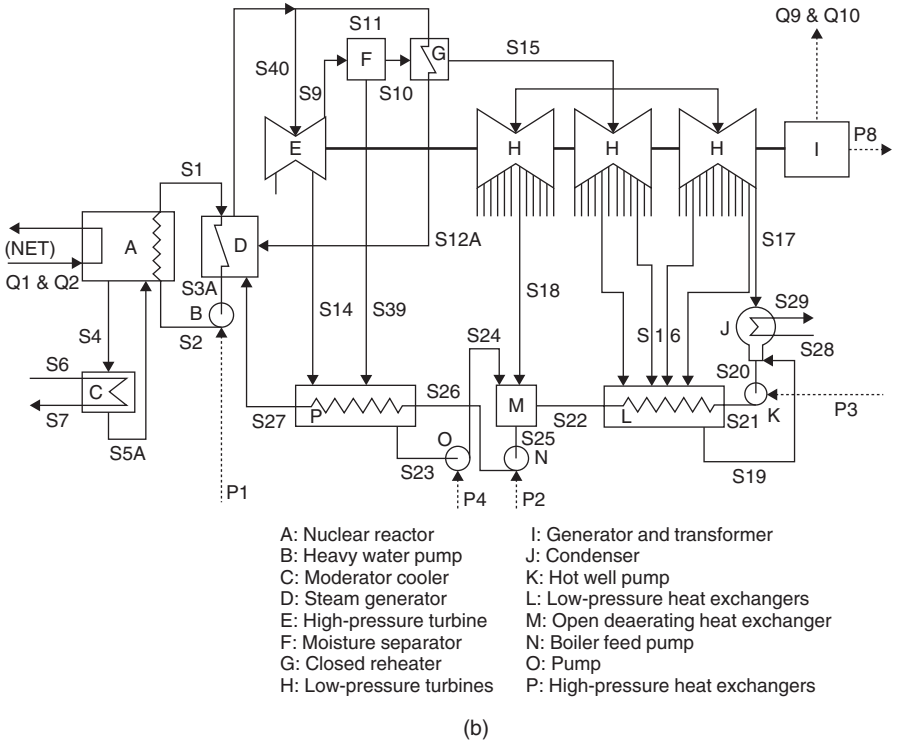 Q9 & Q10
S11
S15
F
G
S40
S9
S10
P8
E
H
H
H
I
S1
(NET)
A
D
S12A
S17
Q1 & Q2
S3A
S14
S39
S18
S29
B
S24
S 1 6
J
S4
S2
S28
S6
S20
C
S26
M
S22
P3
S7
S27
P
L
S21
K
S25
O
N
S5A
S23
S19
P1
P4
P2
A: Nuclear reactor
B: Heavy water pump
C: Moderator cooler
D: Steam generator
E: High-pressure turbine
F: Moisture separator
G: Closed reheater
H: Low-pressure turbines
I: Generator and transformer
J: Condenser
K: Hot well pump
L: Low-pressure heat exchangers
M: Open deaerating heat exchanger
N: Boiler feed pump
O: Pump
P: High-pressure heat exchangers
(b)